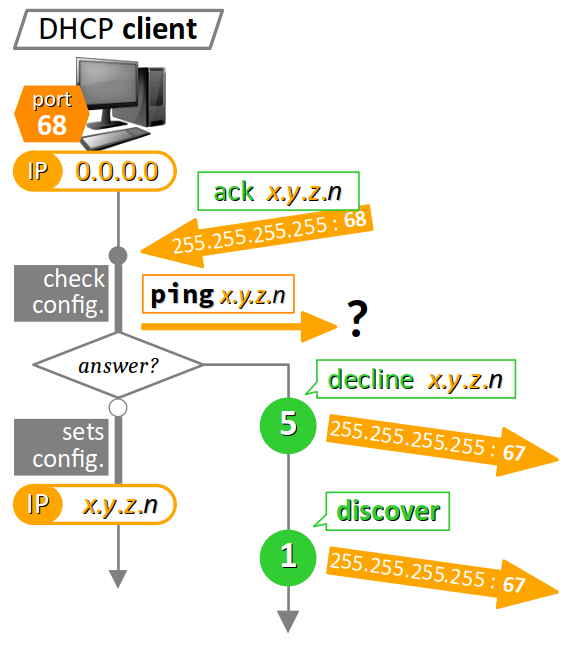 DHCP client
port
68
IP 0.0.0.0
ack x.y.z.n
255.255.255.255 : 68
check
config.
ping x.y.z.n
?
answer?
decline x.y.z.n
5
255.255.255.255 : 67
sets
config.
IP x.y.z.n
discover
1
255.255.255.255 : 67